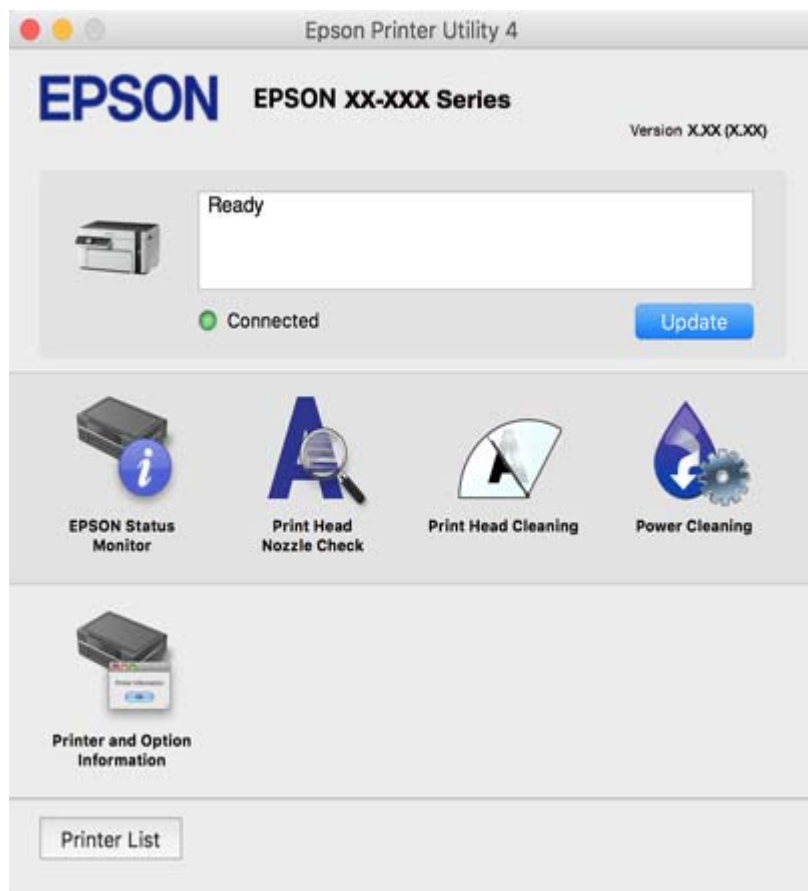 Epson Printer Utility 4
EPSON
EPSON XX-XXX Series
Version X.XX (X.XX)
Ready
Connected
Update
EPSON Status
Monitor
Print Head
Nozzle Check
Print Head Cleaning
Power Cleaning
Printer and Option
Information
Printer List